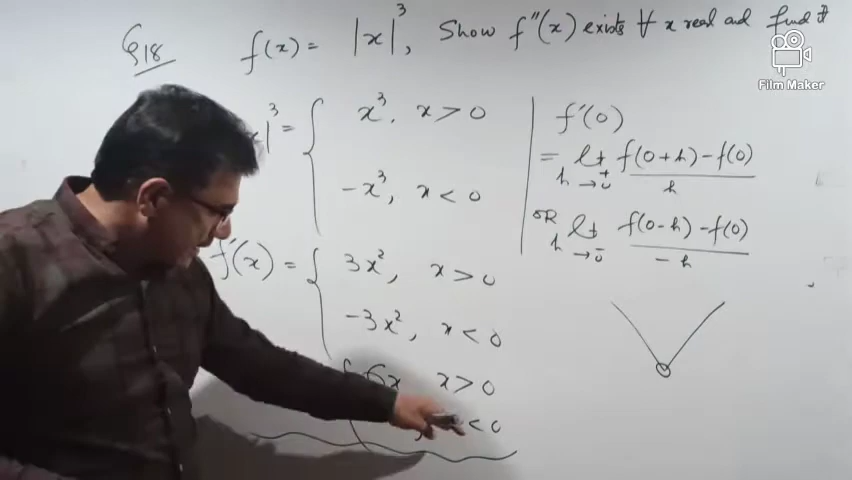 Q18 f(x) = |x|³, Show f''(x) exists ∀ x real and find it
Film Maker
x|³ = { x³, x > 0
-x³, x < 0
f'(x) = { 3x², x > 0
-3x², x < 0
6x x > 0
< 0
f'(0)
= lt h→0⁺ f(0+h) - f(0) / h
OR lt h→0⁻ f(0-h) - f(0) / -h